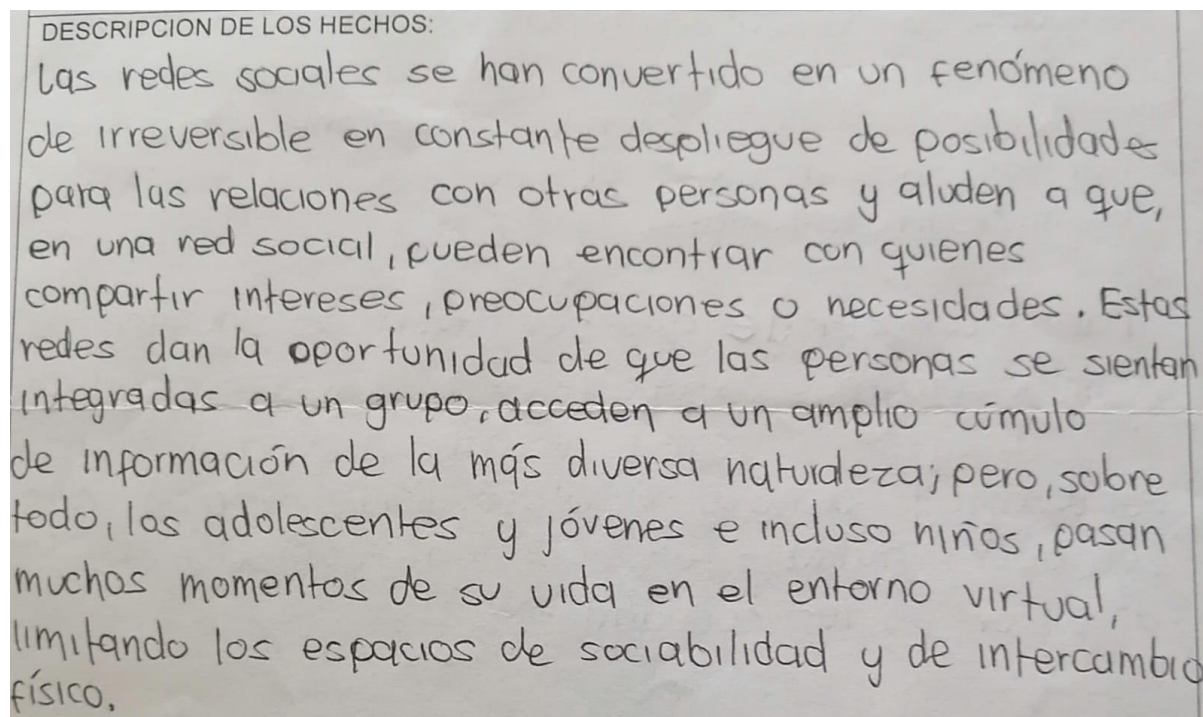 DESCRIPCION DE LOS HECHOS:
Las redes sociales se han convertido en un fenómeno
de irreversible en constante despliegue de posibilidades
para las relaciones con otras personas y aluden a que,
en una red social, pueden encontrar con quienes
compartir intereses, preocupaciones o necesidades. Estas
redes dan la oportunidad de que las personas se sientan
integradas a un grupo, acceden a un amplio cúmulo
de información de la más diversa naturaleza; pero, sobre
todo, los adolescentes y jóvenes e incluso niños, pasan
muchos momentos de su vida en el entorno virtual,
limitando los espacios de sociabilidad y de intercambio
físico.